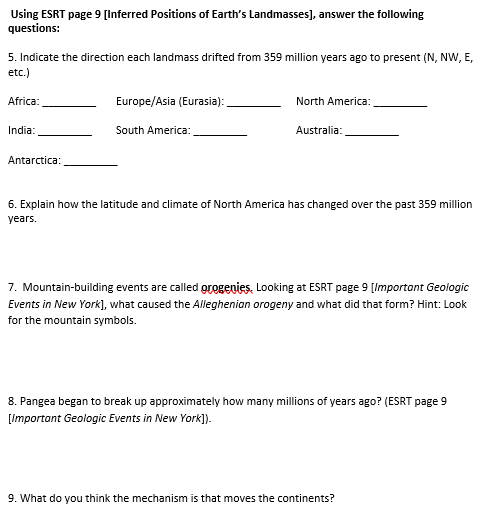 Using ESRT page 9 [Inferred Positions of Earth's Landmasses], answer the following
questions:
5. Indicate the direction each landmass drifted from 359 million years ago to present (N, NW, E,
etc.)
Africa: ________ Europe/Asia (Eurasia): ________ North America: ________
India: ________ South America: ________ Australia: ________
Antarctica: ________
6. Explain how the latitude and climate of North America has changed over the past 359 million
years.
7. Mountain-building events are called orogenies. Looking at ESRT page 9 [Important Geologic
Events in New York], what caused the Alleghenian orogeny and what did that form? Hint: Look
for the mountain symbols.
8. Pangea began to break up approximately how many millions of years ago? (ESRT page 9
[Important Geologic Events in New York]).
9. What do you think the mechanism is that moves the continents?